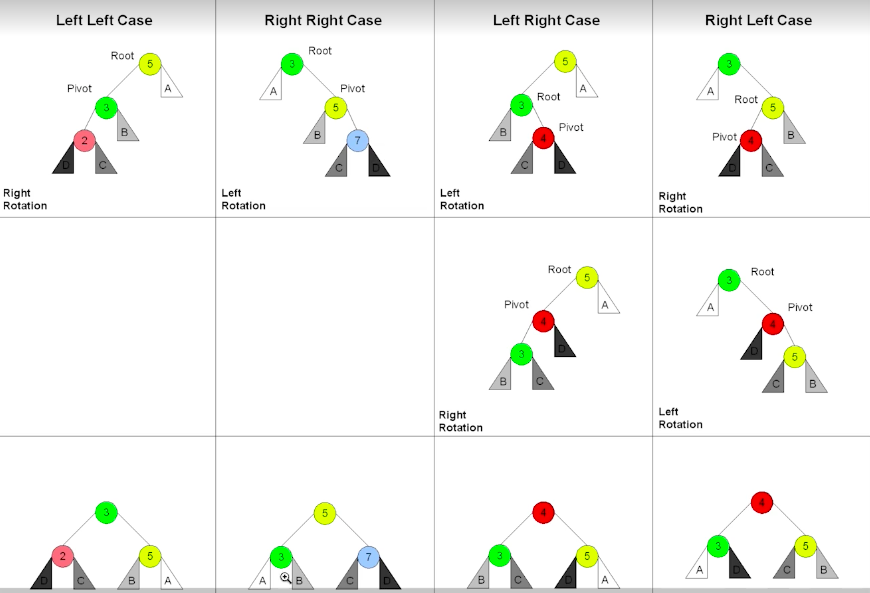 Left Left Case
Right Right Case
Left Right Case
Right Left Case
Root
5
A
Pivot
3
B
2
D
C
Right
Rotation
3
Root
A
Pivot
5
B
7
C
D
Left
Rotation
5
A
3
Root
B
Pivot
4
C
D
Left
Rotation
3
A
Root
5
Pivot
4
B
D
C
Right
Rotation
Root
5
A
Pivot
4
D
3
B
C
Right
Rotation
3
Root
A
Pivot
4
D
5
C
B
Left
Rotation
3
2
5
D
C
B
A
5
3
7
A
B
C
D
4
3
5
B
C
D
A
4
3
5
A
D
C
B